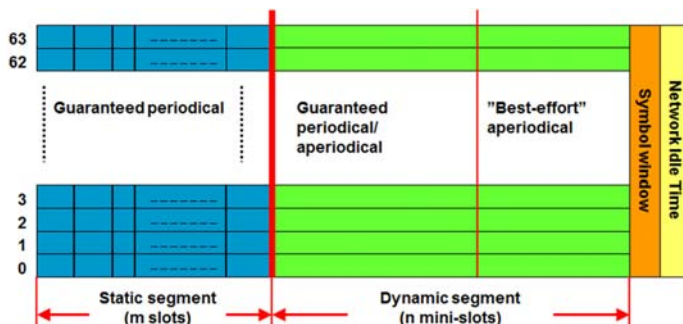 63
62
Guaranteed periodical
Guaranteed
periodical/
aperiodical
”Best-effort”
aperiodical
Symbol window
Network Idle Time
3
2
1
0
Static segment
(m slots)
Dynamic segment
(n mini-slots)